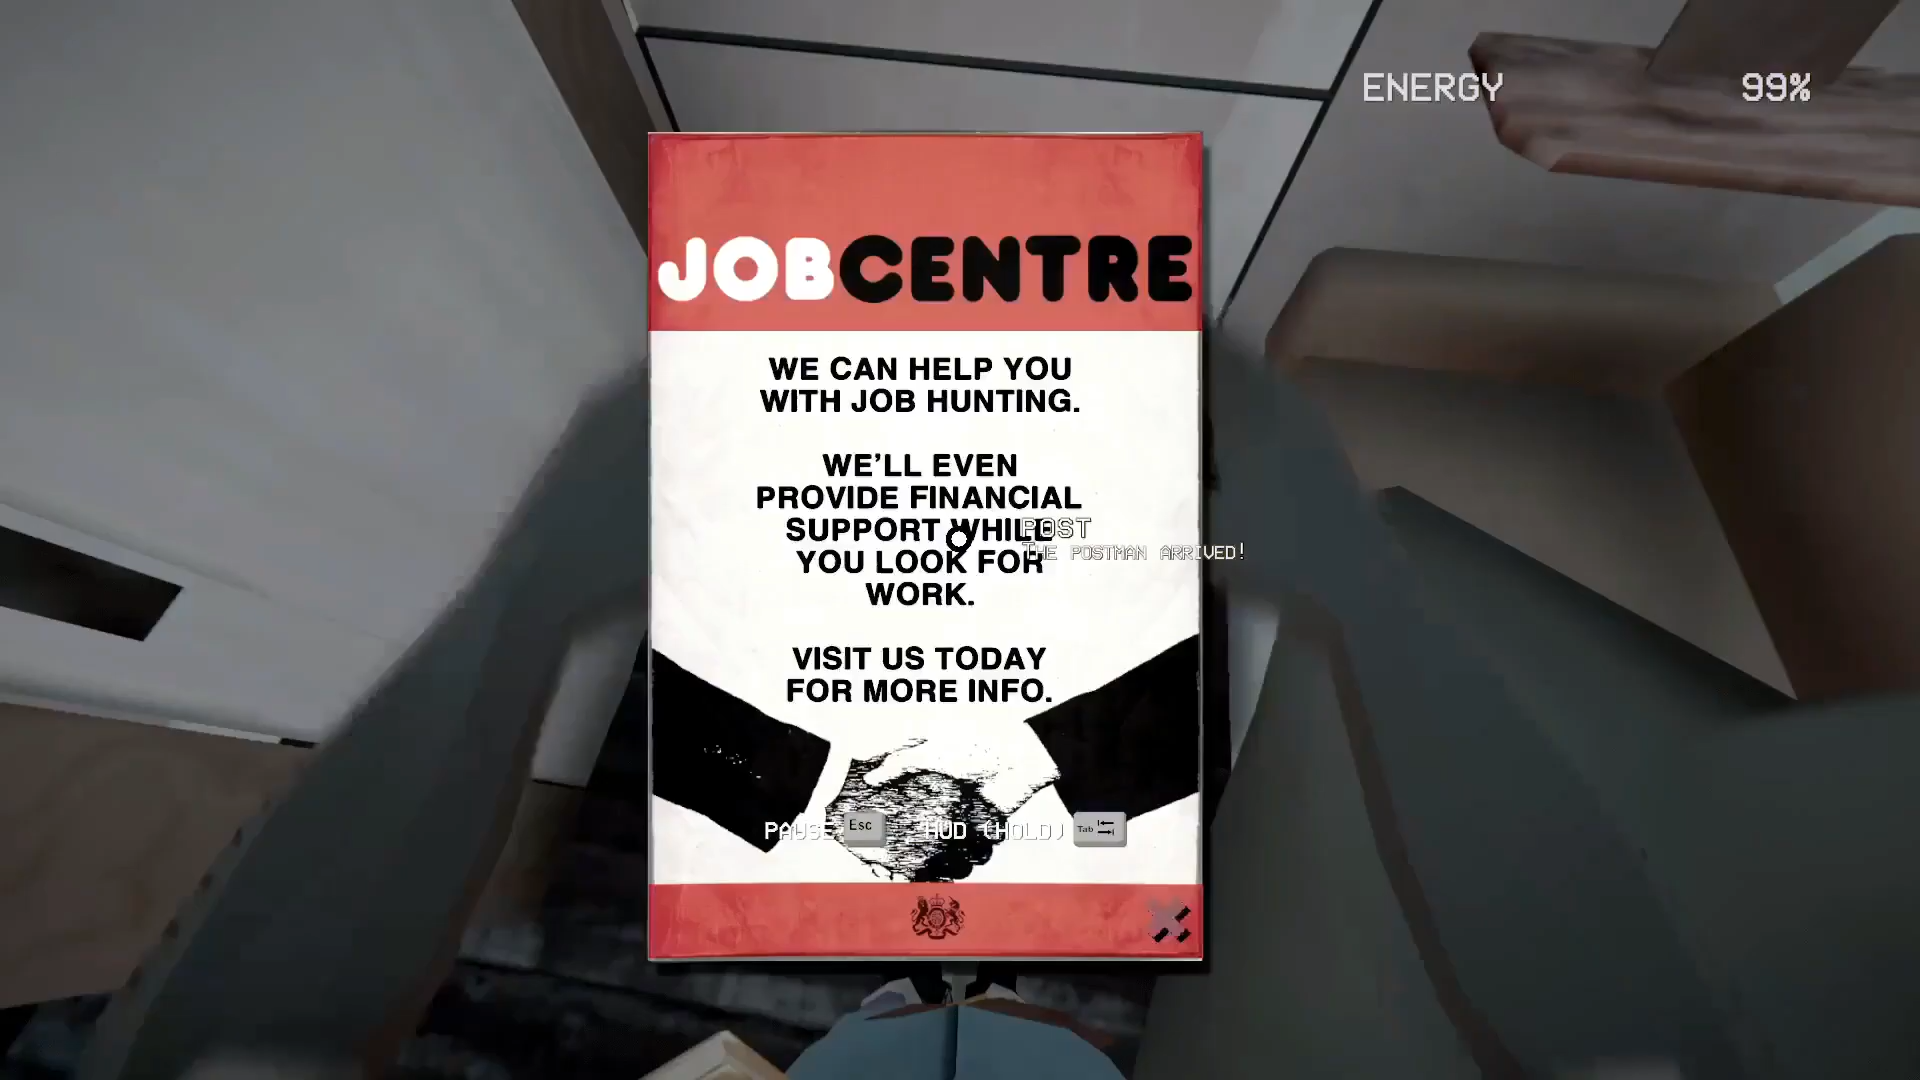 ENERGY 99%
JOBCENTRE
WE CAN HELP YOU
WITH JOB HUNTING.
WE'LL EVEN
PROVIDE FINANCIAL
SUPPORT WHILE
YOU LOOK FOR
WORK.
POST
THE POSTMAN ARRIVED!
VISIT US TODAY
FOR MORE INFO.
PAUSE Esc HUD (HOLD) Tab